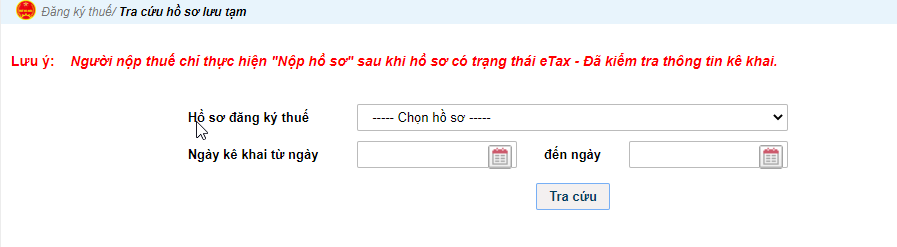 Đăng ký thuế/ Tra cứu hồ sơ lưu tạm
Lưu ý: Người nộp thuế chỉ thực hiện "Nộp hồ sơ" sau khi hồ sơ có trạng thái eTax - Đã kiểm tra thông tin kê khai.
Hồ sơ đăng ký thuế ----- Chọn hồ sơ -----
Ngày kê khai từ ngày đến ngày
Tra cứu